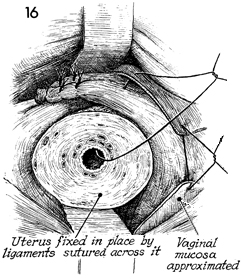 16
Uterus fixed in place by
ligaments sutured across it
Vaginal
mucosa
approximated